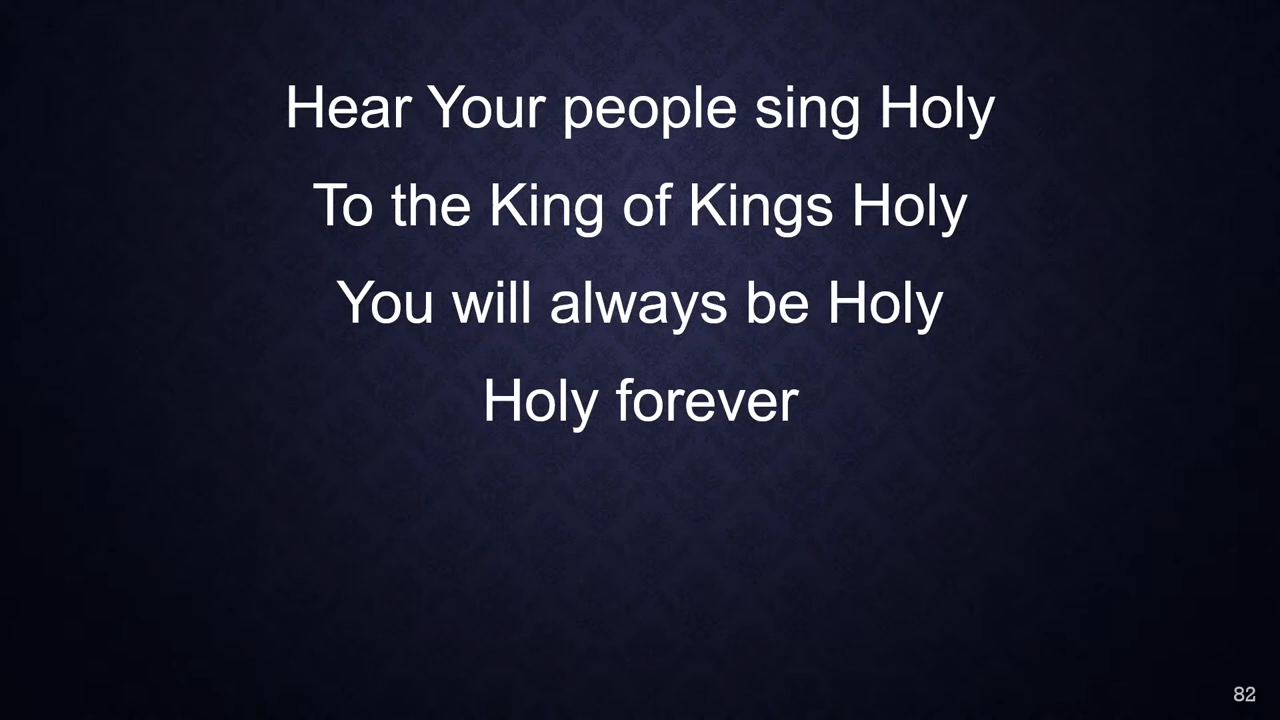 Hear Your people sing Holy
To the King of Kings Holy
You will always be Holy
Holy forever
82